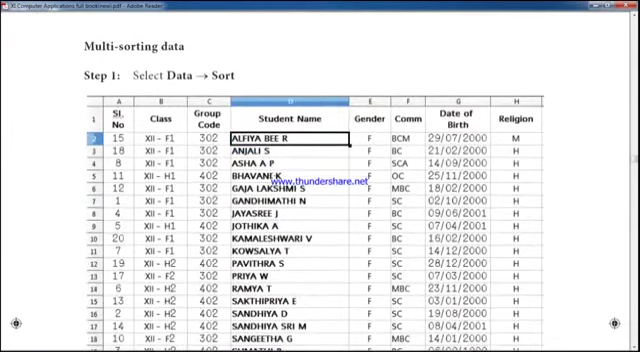 XI Computer Applications full book(new).pdf - Adobe Reader
Multi-sorting data
Step 1: Select Data → Sort
A B C D E F G H
1 Sl. No Class Group Code Student Name Gender Comm Date of Birth Religion
2 15 XII - F1 302 ALFIYA BEE R F BCM 29/07/2000 M
3 18 XII - F1 302 ANJALI S F BC 21/02/2000 H
4 8 XII - F1 302 ASHA A P F SCA 14/09/2000 H
5 11 XII - H1 402 BHAVANE K F OC 25/11/2000 H
www.thundershare.net
6 12 XII - F1 302 GAJA LAKSHMI S F MBC 18/02/2000 H
7 1 XII - F1 302 GANDHIMATHI N F SC 02/10/2000 H
8 4 XII - F1 302 JAYASREE J F BC 09/06/2001 H
9 5 XII - H1 402 JOTHIKA A F SC 07/04/2001 H
10 20 XII - F1 302 KAMALESHWARI V F BC 16/02/2000 H
11 7 XII - F1 302 KOWSALYA T F SC 14/12/2000 H
12 19 XII - H2 402 PAVITHRA S F SC 28/12/2000 H
13 17 XII - F2 302 PRIYA W F SC 07/03/2000 H
14 6 XII - H2 402 RAMYA T F MBC 23/11/2000 H
15 13 XII - H2 402 SAKTHIPRIYA E F SC 03/01/2000 H
16 2 XII - H2 402 SANDHIYA D F SC 19/08/2000 H
17 14 XII - H2 402 SANDHIYA SRI M F SC 08/04/2001 H
18 10 XII - F2 302 SANGEETHA G F MBC 14/01/2000 H